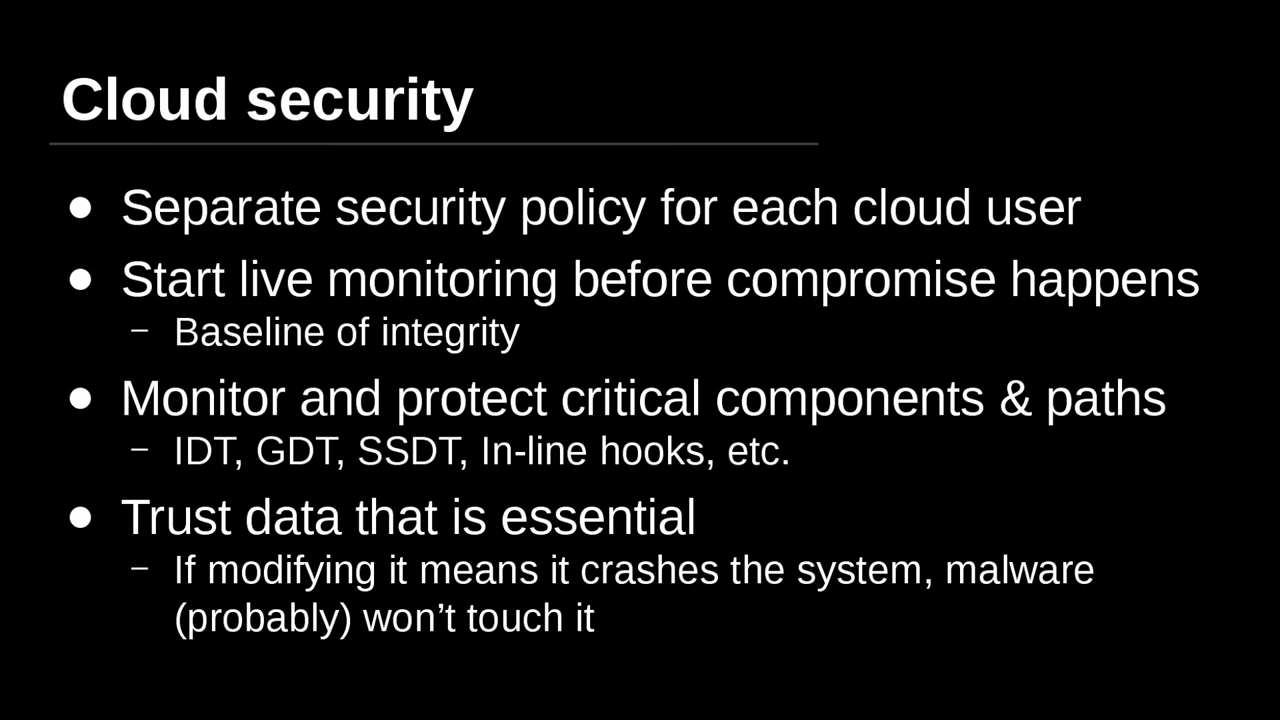 Cloud security
● Separate security policy for each cloud user
● Start live monitoring before compromise happens
– Baseline of integrity
● Monitor and protect critical components & paths
– IDT, GDT, SSDT, In-line hooks, etc.
● Trust data that is essential
– If modifying it means it crashes the system, malware
(probably) won’t touch it